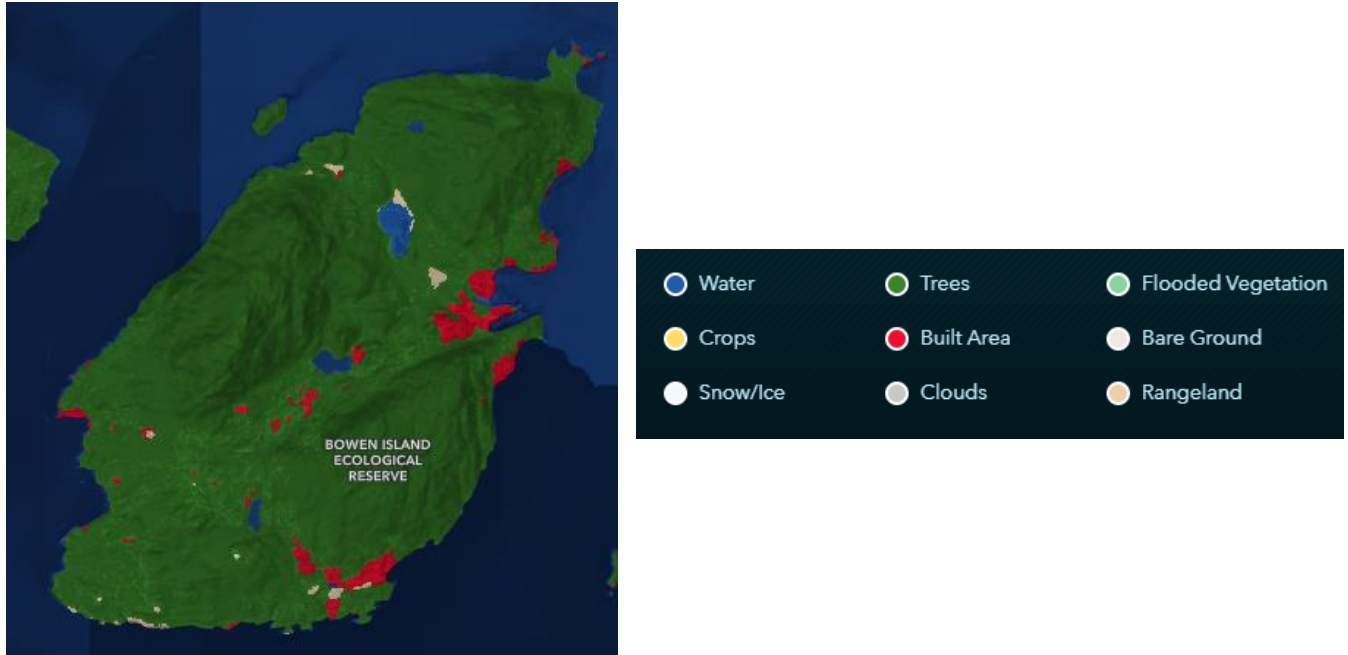 BOWEN ISLAND
ECOLOGICAL
RESERVE
Water
Trees
Flooded Vegetation
Crops
Built Area
Bare Ground
Snow/Ice
Clouds
Rangeland